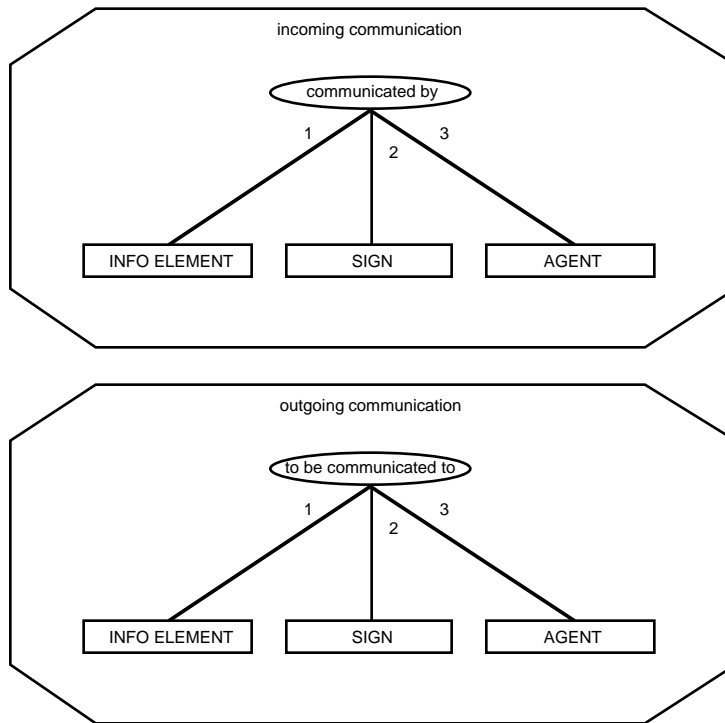 incoming communication
communicated by
1
3
2
INFO ELEMENT
SIGN
AGENT
outgoing communication
to be communicated to
1
3
2
INFO ELEMENT
SIGN
AGENT